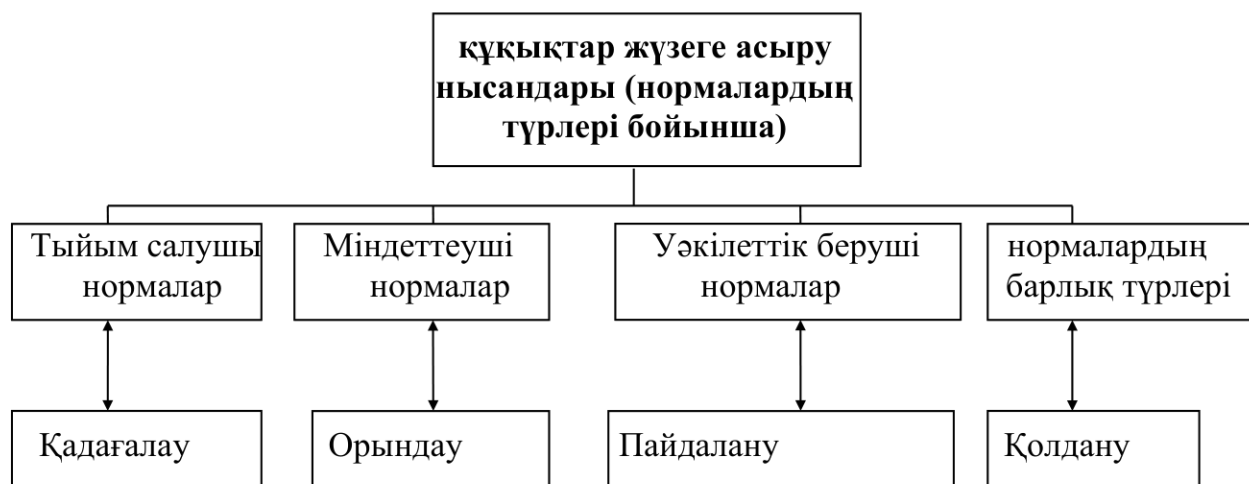 құқықтар жүзеге асыру
нысандары (нормалардың
түрлері бойынша)
Тыйым салушы
нормалар
Міндеттеуші
нормалар
Уәкілеттік беруші
нормалар
нормалардың
барлық түрлері
Қадағалау
Орындау
Пайдалану
Қолдану